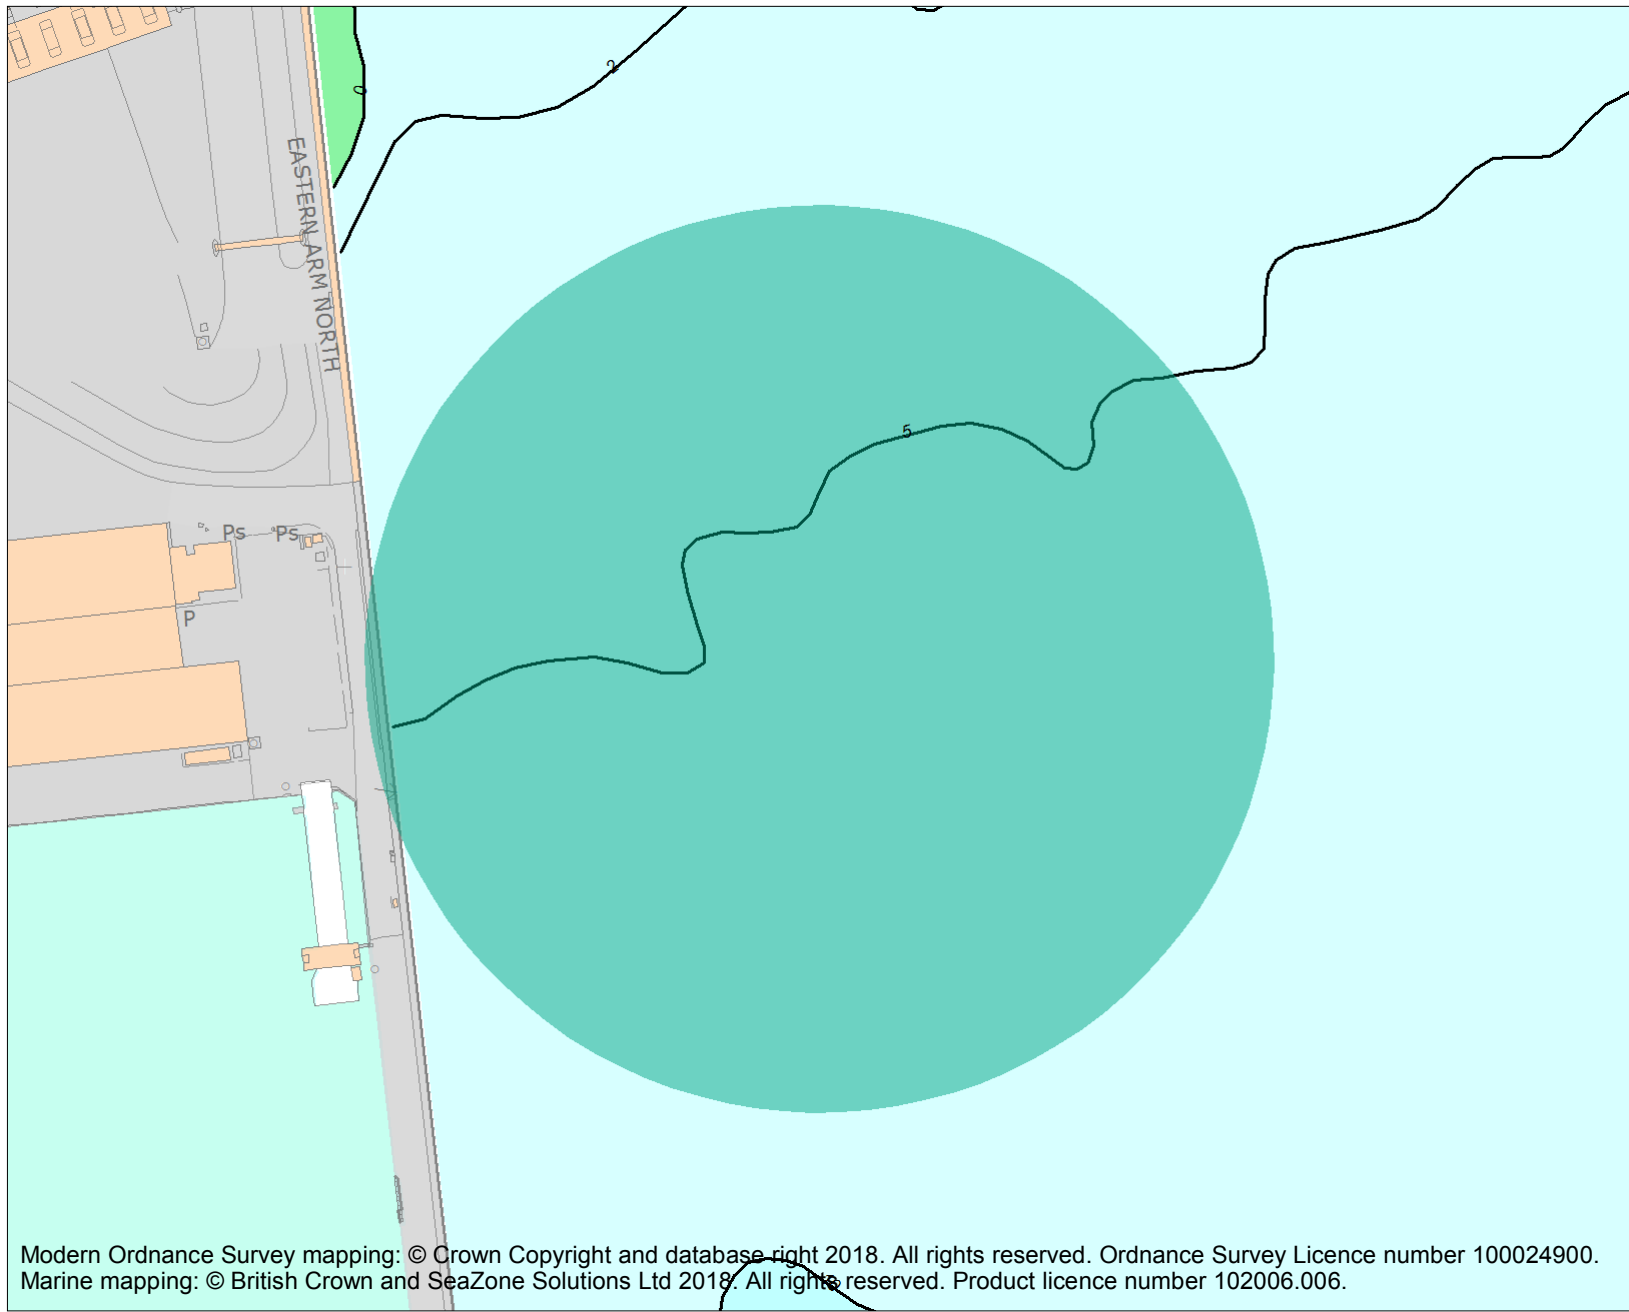 2
0
EASTERN ARM NORTH
5
Ps Ps
P
Modern Ordnance Survey mapping: © Crown Copyright and database right 2018. All rights reserved. Ordnance Survey Licence number 100024900.
Marine mapping: © British Crown and SeaZone Solutions Ltd 2018. All rights reserved. Product licence number 102006.006.